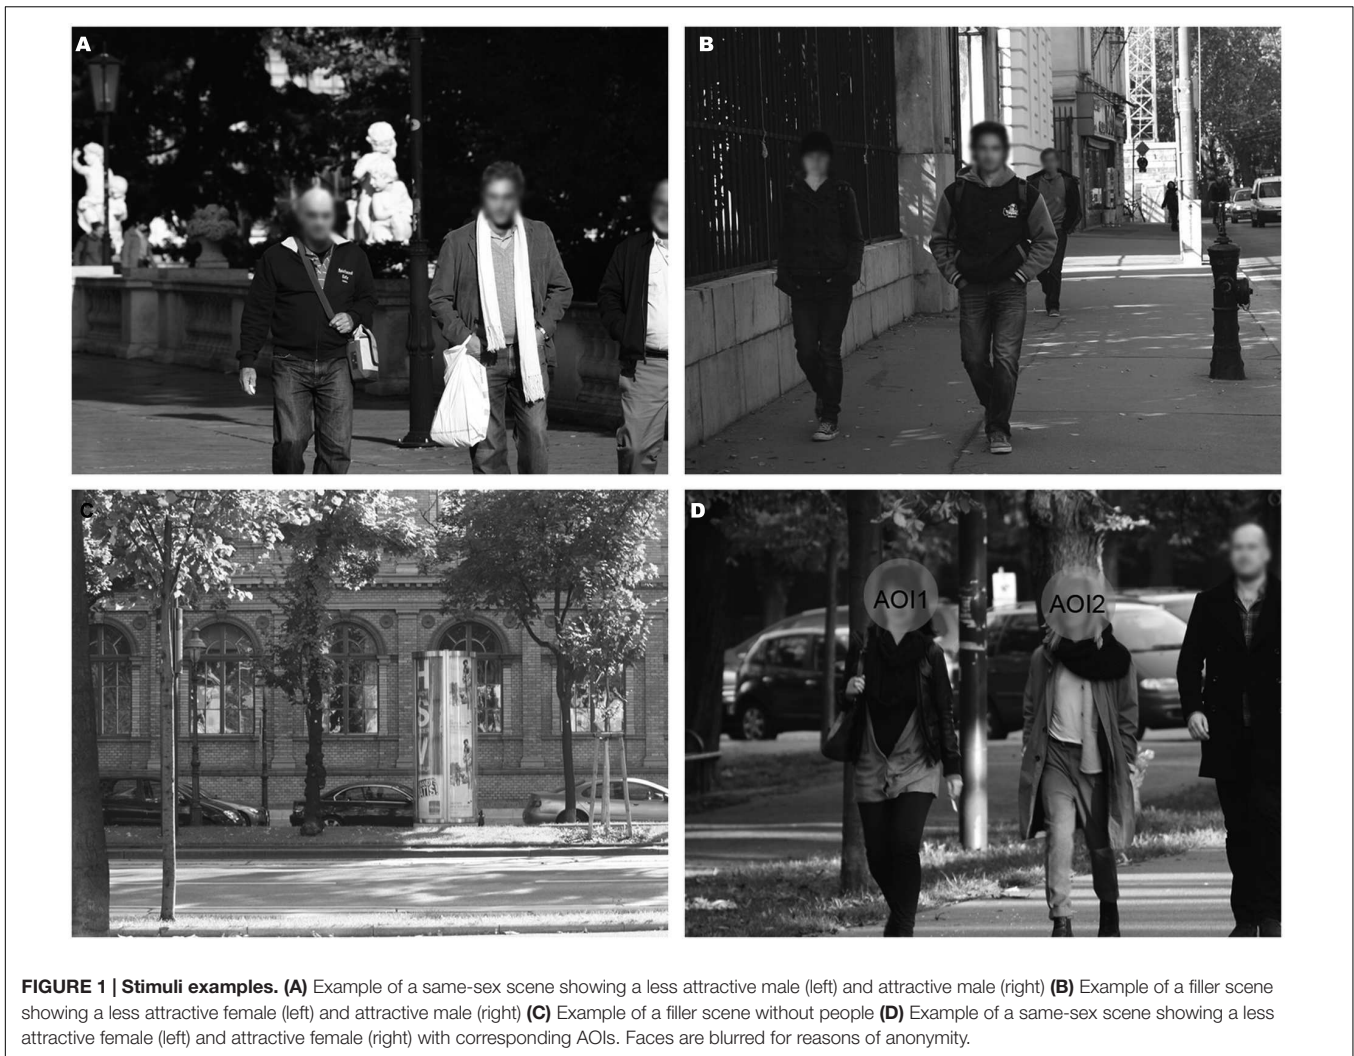 A
B
C
D
AOI1
AOI2
FIGURE 1 | Stimuli examples. (A) Example of a same-sex scene showing a less attractive male (left) and attractive male (right) (B) Example of a filler scene
showing a less attractive female (left) and attractive male (right) (C) Example of a filler scene without people (D) Example of a same-sex scene showing a less
attractive female (left) and attractive female (right) with corresponding AOIs. Faces are blurred for reasons of anonymity.